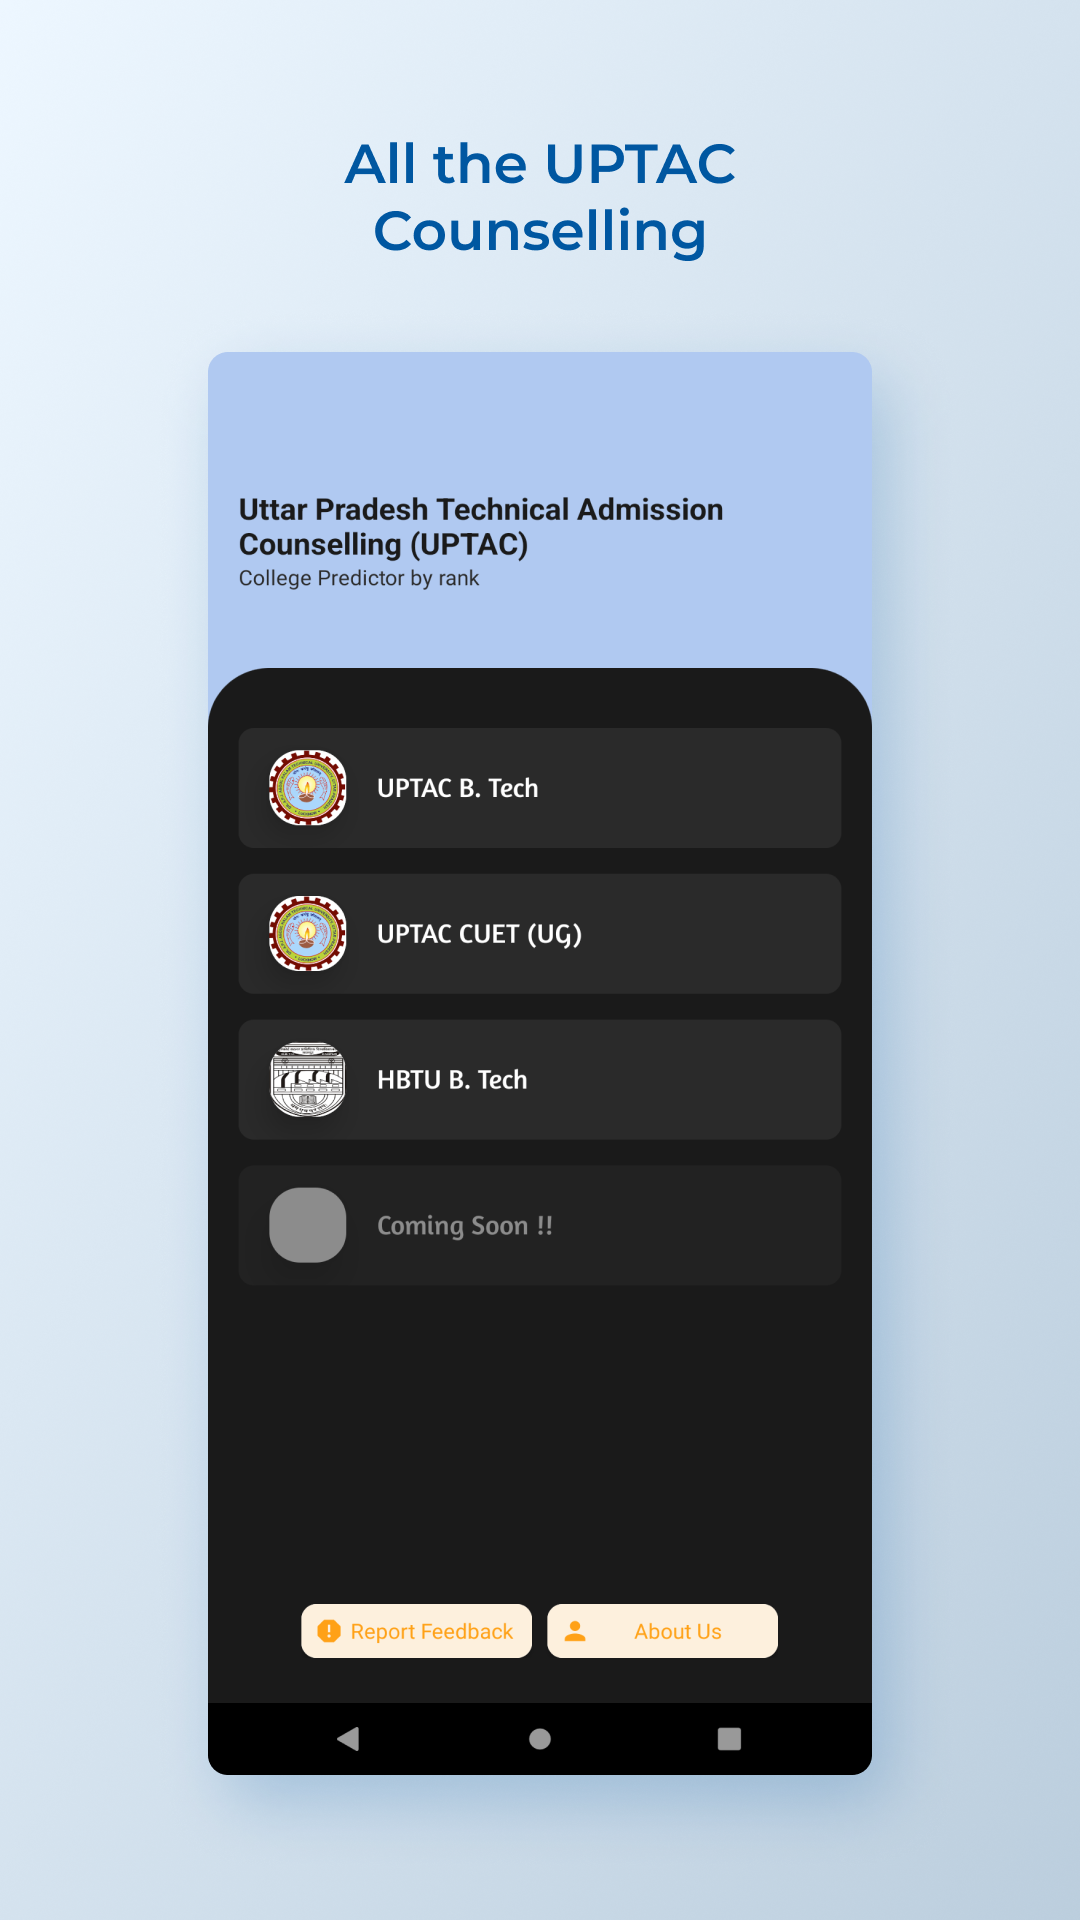 All the UPTAC
Counselling
Uttar Pradesh Technical Admission
Counselling (UPTAC)
College Predictor by rank
UPTAC B. Tech
UPTAC CUET (UG)
HBTU B. Tech
Coming Soon !!
Report Feedback
About Us